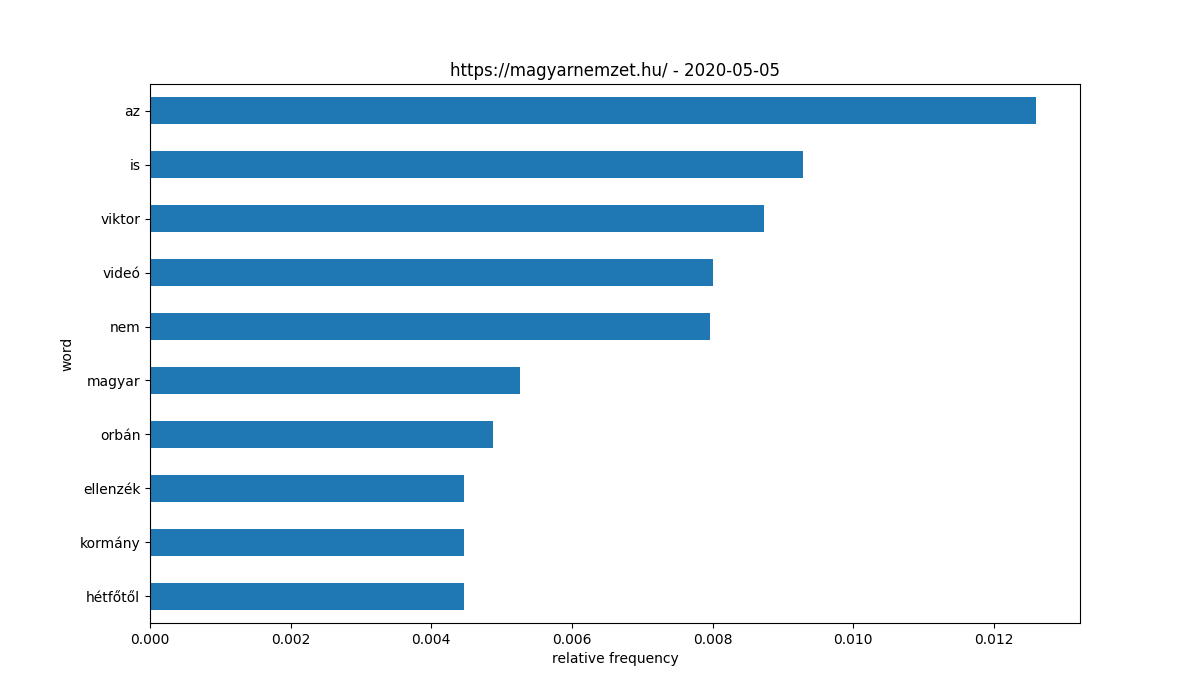 https://magyarnemzet.hu/ - 2020-05-05
az
is
viktor
videó
nem
magyar
orbán
ellenzék
kormány
hétfőtől
word
0.000 0.002 0.004 0.006 0.008 0.010 0.012
relative frequency